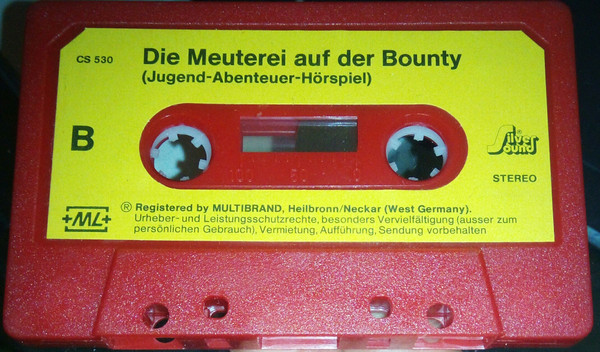 CS 530
Die Meuterei auf der Bounty
(Jugend-Abenteuer-Hörspiel)
B
Silver Sound ®
STEREO
+ML+
Ⓡ Registered by MULTIBRAND, Heilbronn/Neckar (West Germany).
Urheber- und Leistungsschutzrechte, besonders Vervielfältigung (ausser zum
persönlichen Gebrauch), Vermietung, Aufführung, Sendung vorbehalten